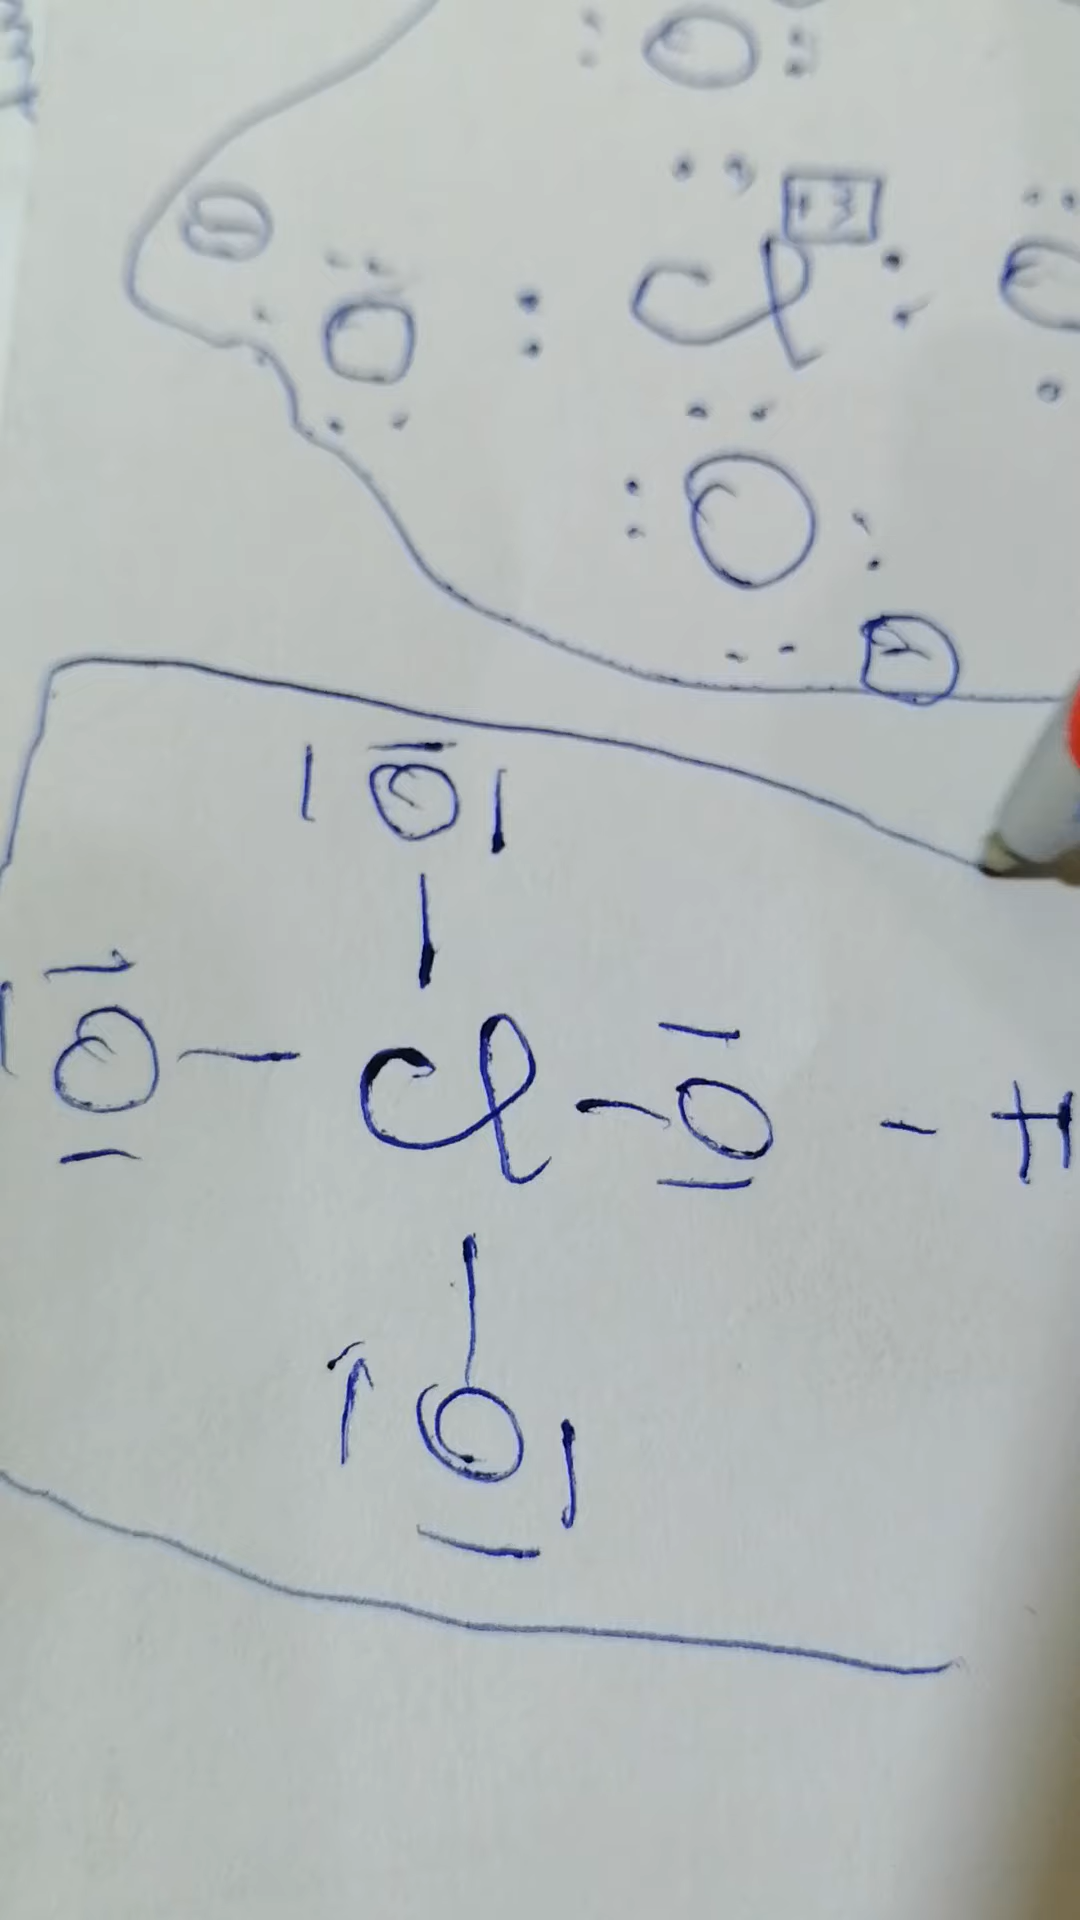 O
+3
⊖ O : Cl : O
O
⊖
|O|
|
|O – Cl – O – H
|
|O|